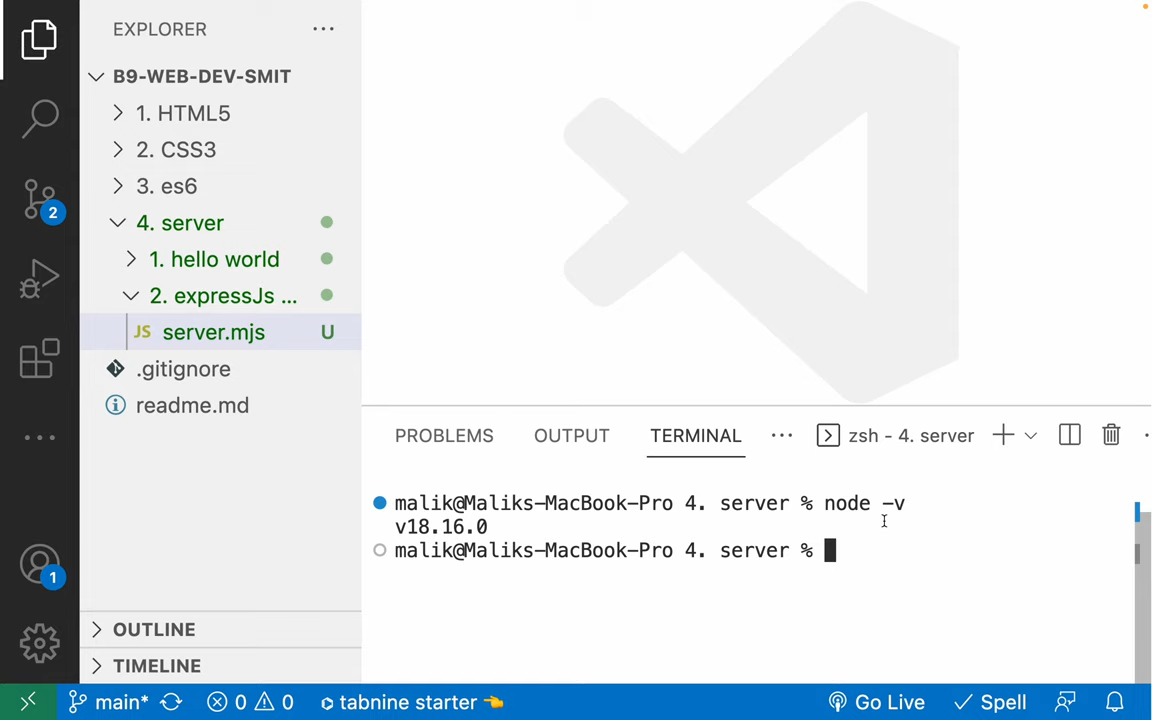 EXPLORER
B9-WEB-DEV-SMIT
1. HTML5
2. CSS3
3. es6
4. server
1. hello world
2. expressJs ...
JS server.mjs U
.gitignore
readme.md
OUTLINE
TIMELINE
2
1
PROBLEMS OUTPUT TERMINAL ... zsh - 4. server
malik@Maliks-MacBook-Pro 4. server % node -v
v18.16.0
malik@Maliks-MacBook-Pro 4. server %
main* 0 0 tabnine starter Go Live Spell